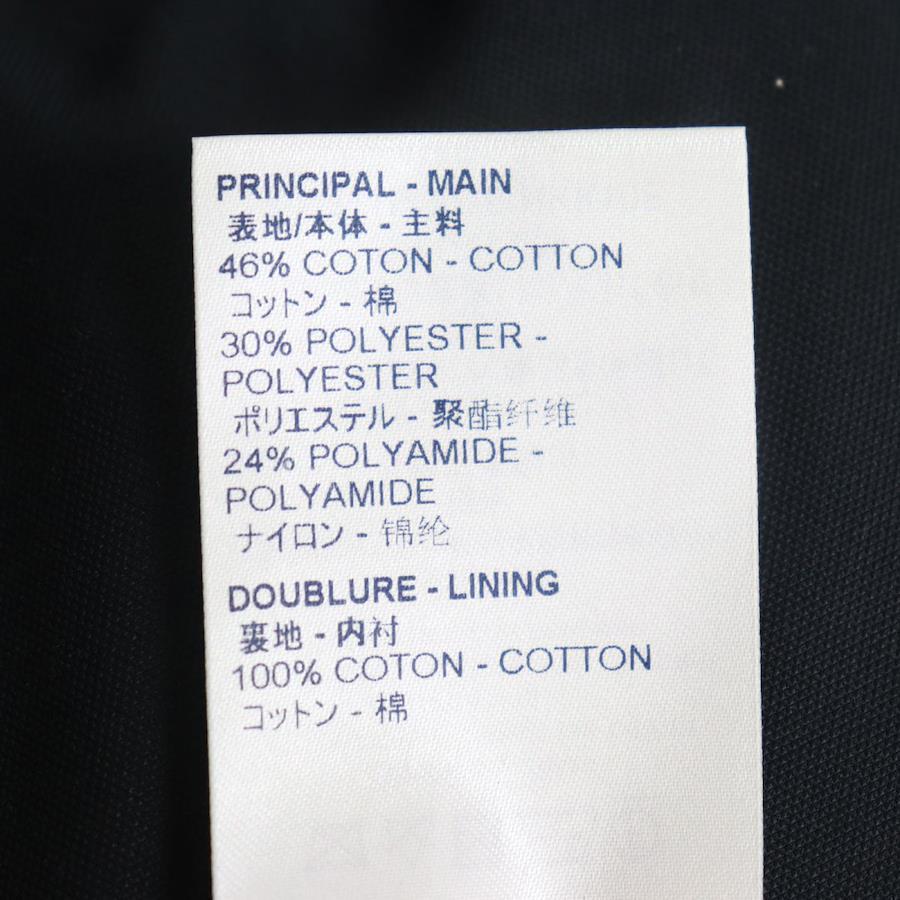 PRINCIPAL - MAIN
表地/本体 - 主料
46% COTON - COTTON
コットン - 棉
30% POLYESTER -
POLYESTER
ポリエステル - 聚酯纤维
24% POLYAMIDE -
POLYAMIDE
ナイロン - 锦纶
DOUBLURE - LINING
裏地 - 内衬
100% COTON - COTTON
コットン - 棉